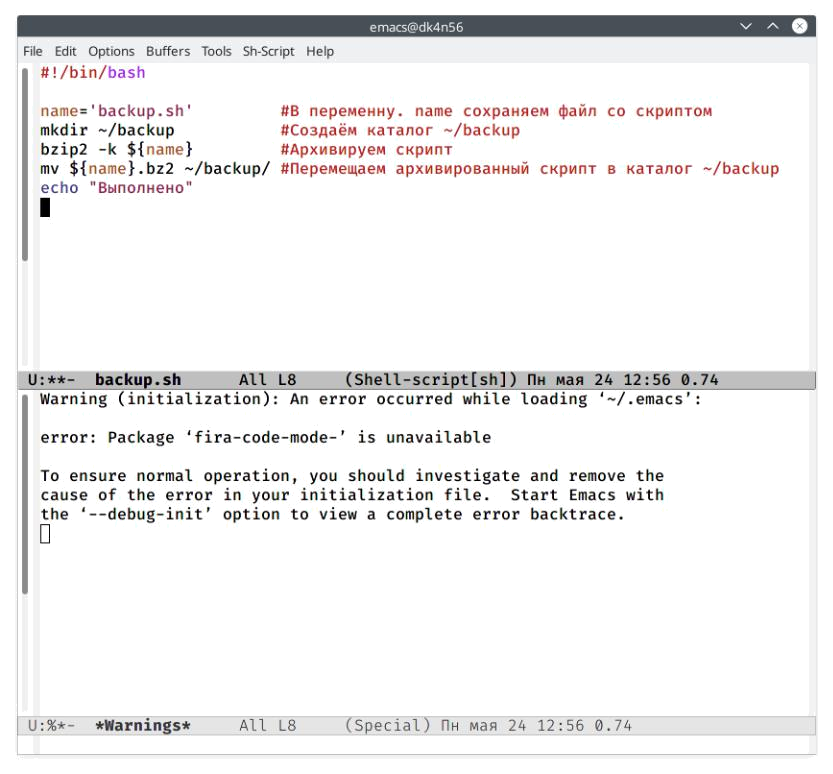 emacs@dk4n56
File Edit Options Buffers Tools Sh-Script Help
#!/bin/bash
name='backup.sh' #В переменну. name сохраняем файл со скриптом
mkdir ~/backup #Создаём каталог ~/backup
bzip2 -k ${name} #Архивируем скрипт
mv ${name}.bz2 ~/backup/ #Перемещаем архивированный скрипт в каталог ~/backup
echo "Выполнено"
U:**- backup.sh All L8 (Shell-script[sh]) Пн мая 24 12:56 0.74
Warning (initialization): An error occurred while loading ‘~/.emacs’:
error: Package ‘fira-code-mode-’ is unavailable
To ensure normal operation, you should investigate and remove the
cause of the error in your initialization file. Start Emacs with
the ‘--debug-init’ option to view a complete error backtrace.
U:%*- *Warnings* All L8 (Special) Пн мая 24 12:56 0.74